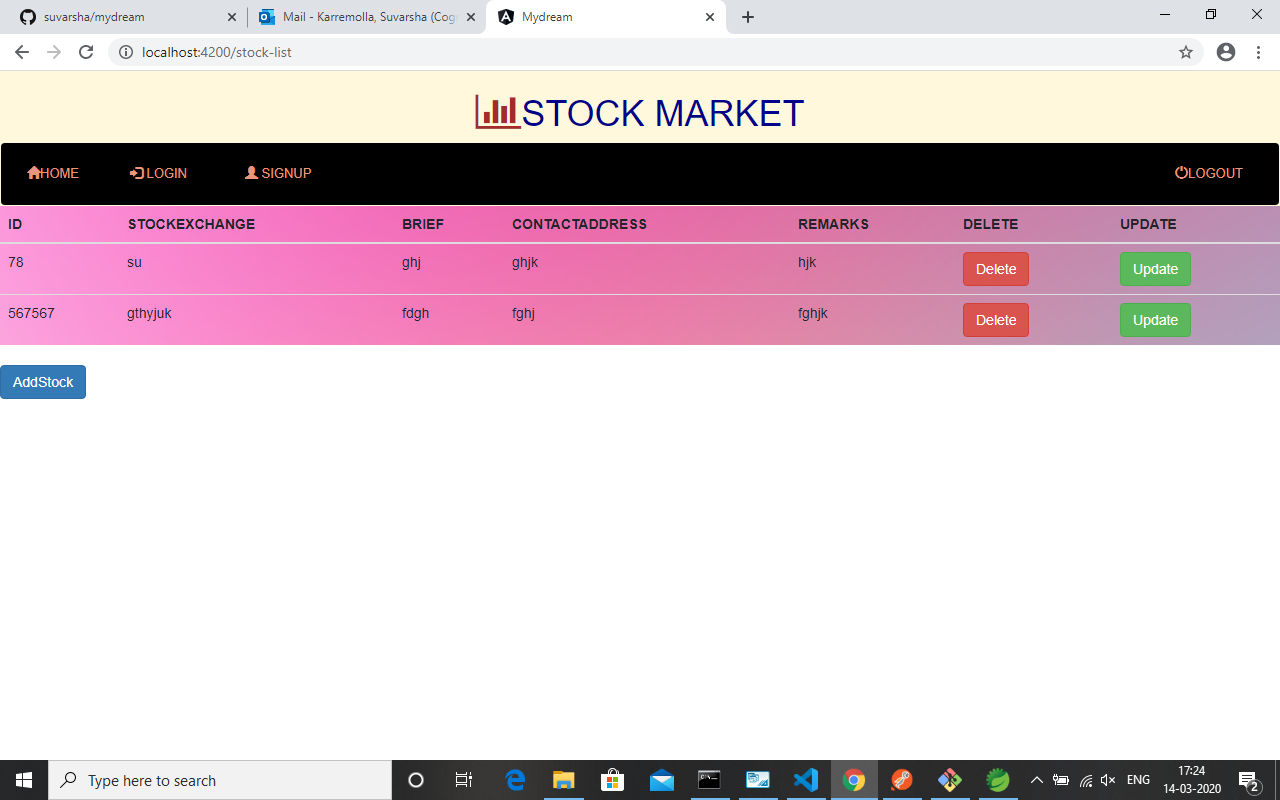 suvarsha/mydream
Mail - Karremolla, Suvarsha (Cog
Mydream
localhost:4200/stock-list
STOCK MARKET
HOME LOGIN SIGNUP LOGOUT
ID STOCKEXCHANGE BRIEF CONTACTADDRESS REMARKS DELETE UPDATE
78 su ghj ghjk hjk Delete Update
567567 gthyjuk fdgh fghj fghjk Delete Update
AddStock
Type here to search
ENG
17:24
14-03-2020
2